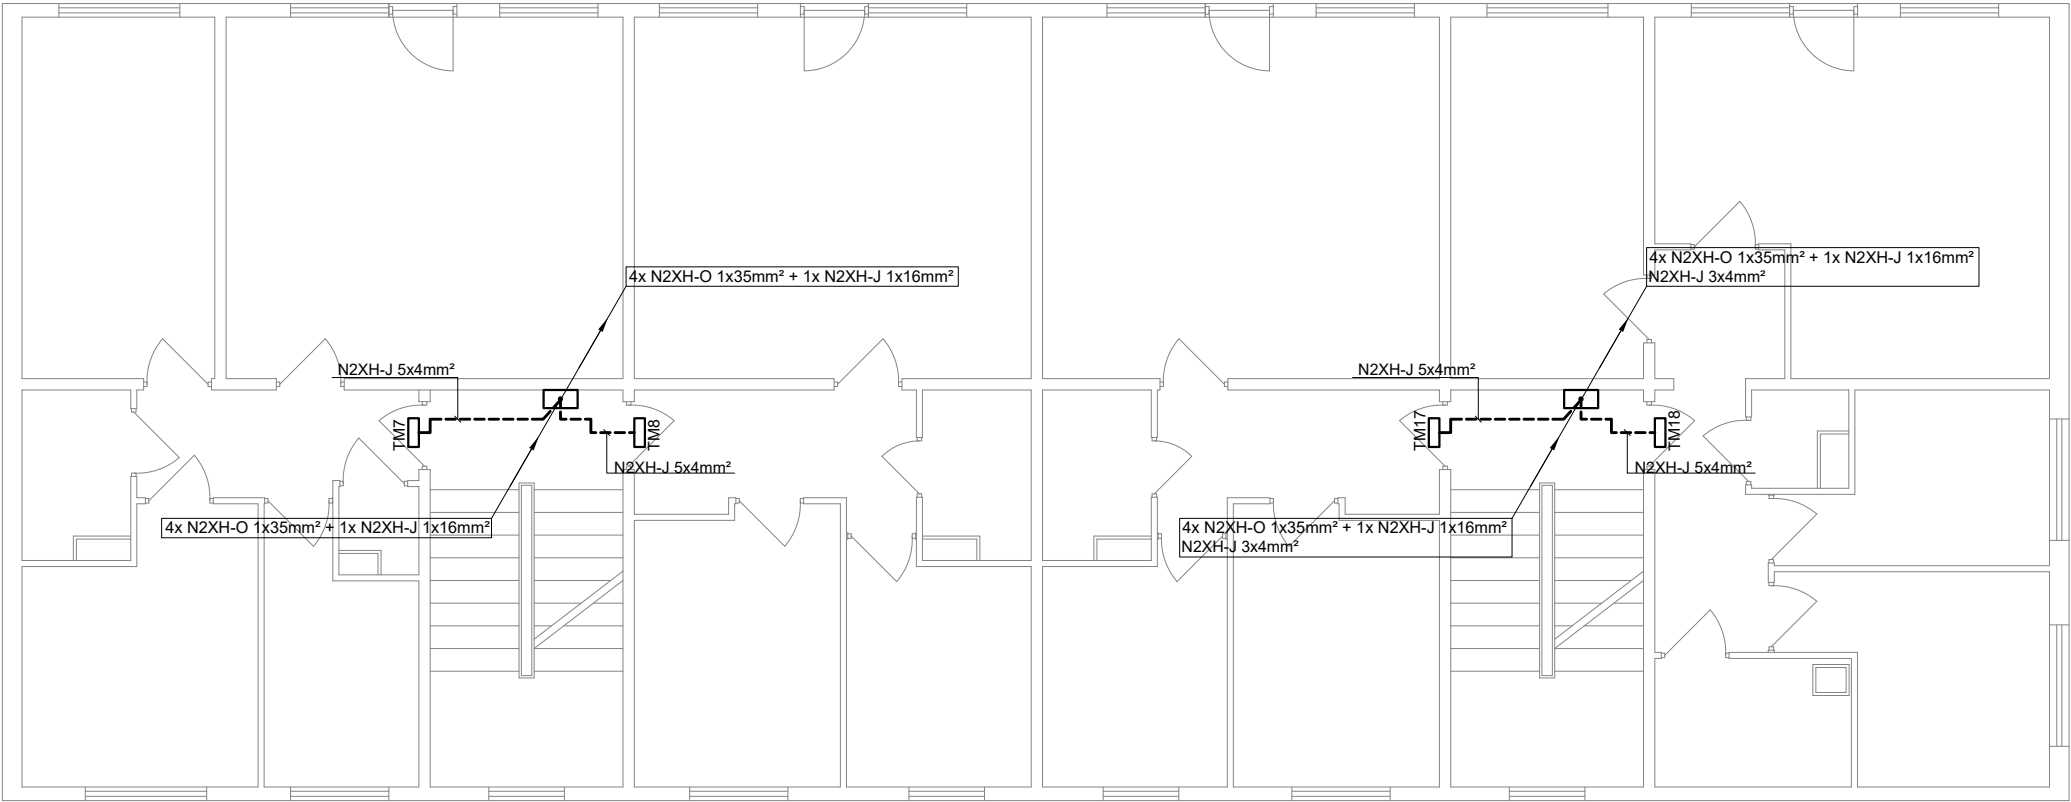 4x N2XH-O 1x35mm² + 1x N2XH-J 1x16mm²
4x N2XH-O 1x35mm² + 1x N2XH-J 1x16mm²
N2XH-J 3x4mm²
N2XH-J 5x4mm²
N2XH-J 5x4mm²
TM7
TM8
TM17
TM18
N2XH-J 5x4mm²
N2XH-J 5x4mm²
4x N2XH-O 1x35mm² + 1x N2XH-J 1x16mm²
4x N2XH-O 1x35mm² + 1x N2XH-J 1x16mm²
N2XH-J 3x4mm²